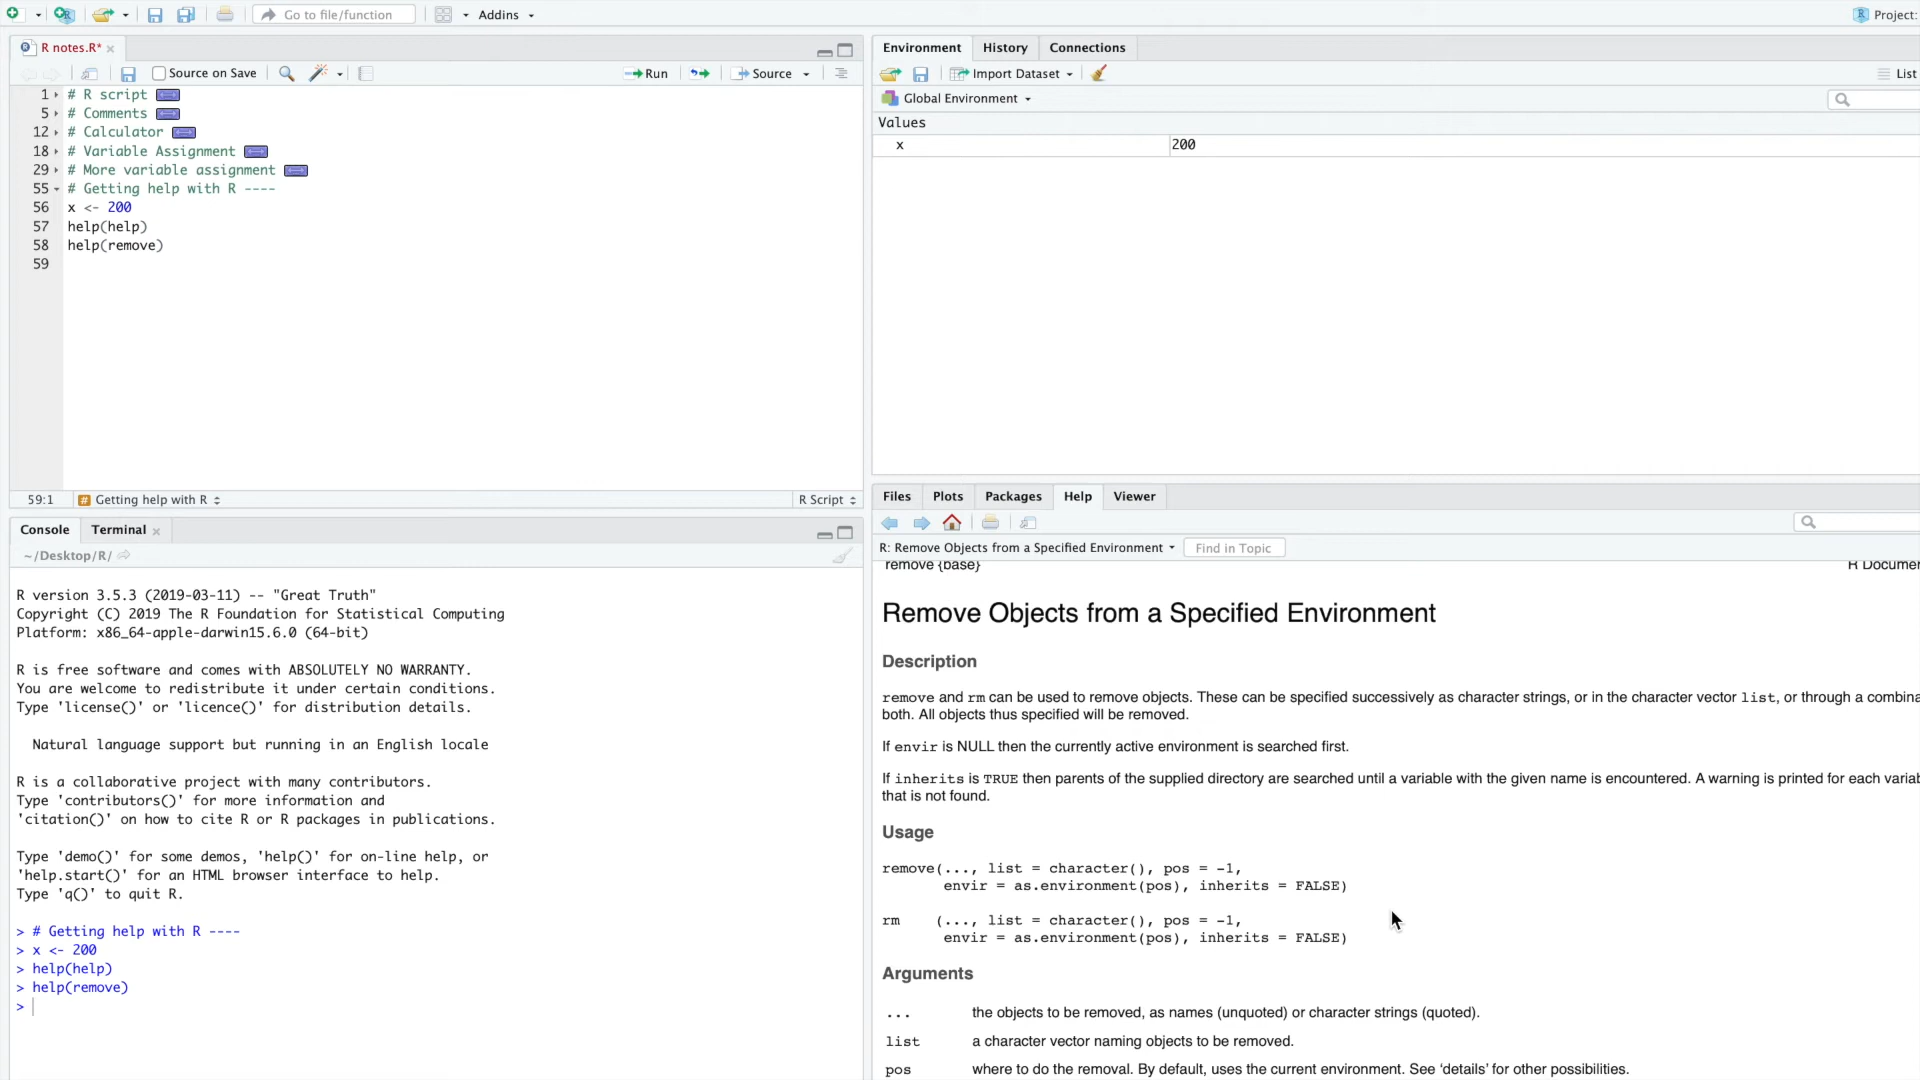 Go to file/function
Addins
Project:
R notes.R*
Source on Save
Run
Source
1 # R script
5 # Comments
12 # Calculator
18 # Variable Assignment
29 # More variable assignment
55 # Getting help with R ----
56 x <- 200
57 help(help)
58 help(remove)
59
59:1 Getting help with R R Script
Console Terminal
~/Desktop/R/
R version 3.5.3 (2019-03-11) -- "Great Truth"
Copyright (C) 2019 The R Foundation for Statistical Computing
Platform: x86_64-apple-darwin15.6.0 (64-bit)
R is free software and comes with ABSOLUTELY NO WARRANTY.
You are welcome to redistribute it under certain conditions.
Type 'license()' or 'licence()' for distribution details.
Natural language support but running in an English locale
R is a collaborative project with many contributors.
Type 'contributors()' for more information and
'citation()' on how to cite R or R packages in publications.
Type 'demo()' for some demos, 'help()' for on-line help, or
'help.start()' for an HTML browser interface to help.
Type 'q()' to quit R.
> # Getting help with R ----
> x <- 200
> help(help)
> help(remove)
>
Environment History Connections
Import Dataset
List
Global Environment
Values
x 200
Files Plots Packages Help Viewer
R: Remove Objects from a Specified Environment Find in Topic
remove {base} R Documen
Remove Objects from a Specified Environment
Description
remove and rm can be used to remove objects. These can be specified successively as character strings, or in the character vector list, or through a combina
both. All objects thus specified will be removed.
If envir is NULL then the currently active environment is searched first.
If inherits is TRUE then parents of the supplied directory are searched until a variable with the given name is encountered. A warning is printed for each variab
that is not found.
Usage
remove(..., list = character(), pos = -1,
envir = as.environment(pos), inherits = FALSE)
rm (..., list = character(), pos = -1,
envir = as.environment(pos), inherits = FALSE)
Arguments
... the objects to be removed, as names (unquoted) or character strings (quoted).
list a character vector naming objects to be removed.
pos where to do the removal. By default, uses the current environment. See ‘details’ for other possibilities.